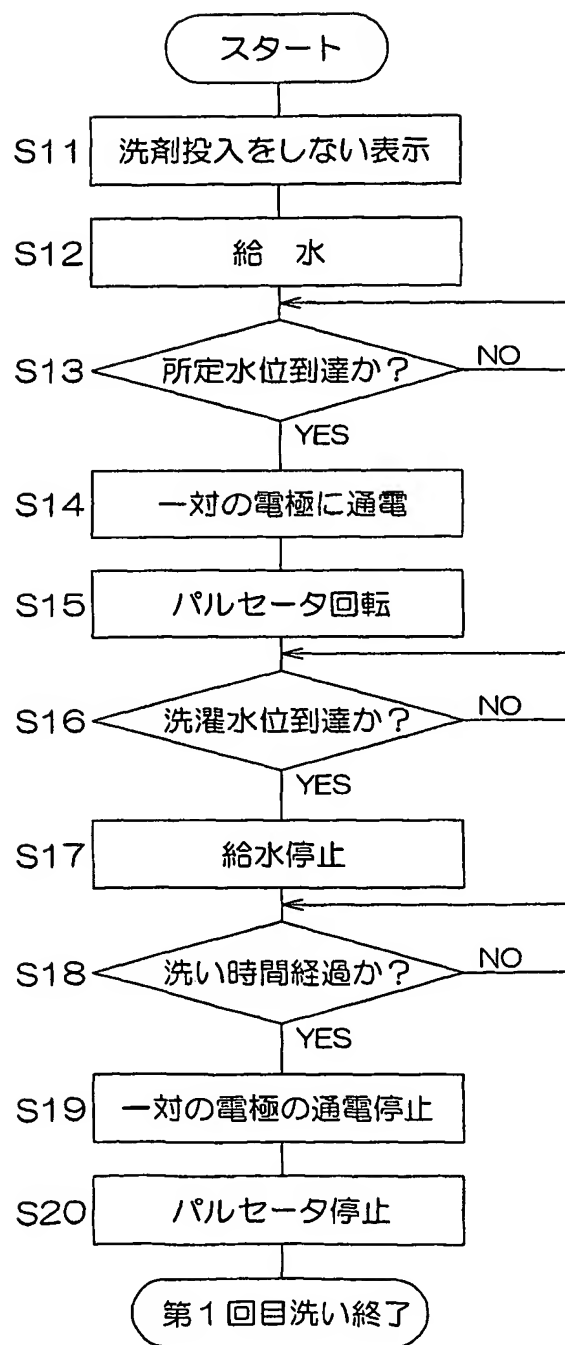 スタート
S11 洗剤投入をしない表示
S12 給 水
S13 所定水位到達か? NO
YES
S14 一対の電極に通電
S15 パルセータ回転
S16 洗濯水位到達か? NO
YES
S17 給水停止
S18 洗い時間経過か? NO
YES
S19 一対の電極の通電停止
S20 パルセータ停止
第1回目洗い終了